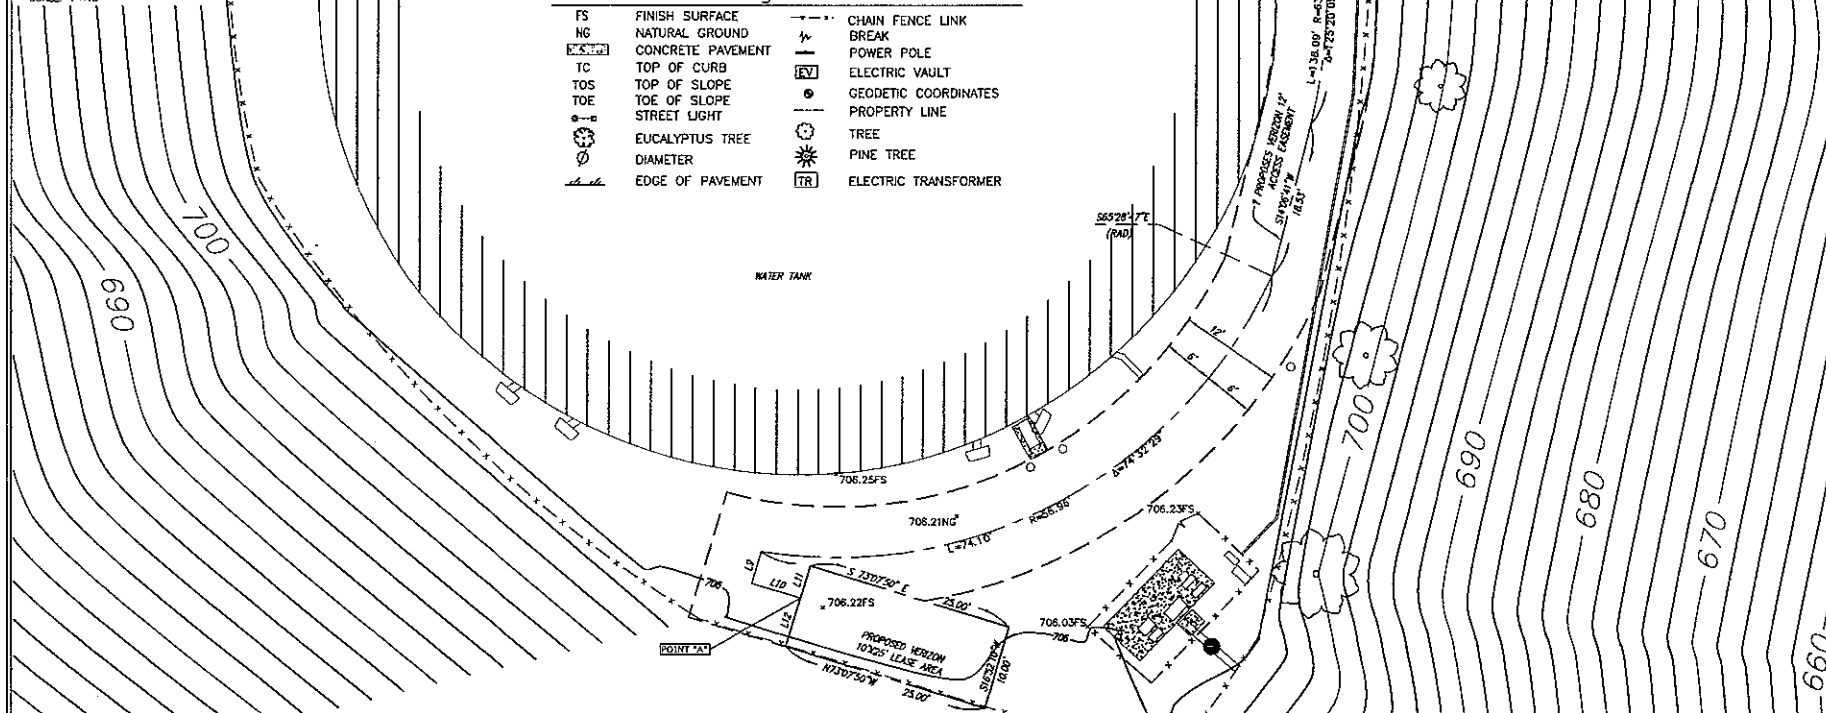 FS FINISH SURFACE
NG NATURAL GROUND
CONCRETE PAVEMENT
TC TOP OF CURB
TOS TOP OF SLOPE
TOE TOE OF SLOPE
STREET LIGHT
EUCALYPTUS TREE
DIAMETER
EDGE OF PAVEMENT
CHAIN FENCE LINK
BREAK
POWER POLE
EV ELECTRIC VAULT
GEODETIC COORDINATES
PROPERTY LINE
TREE
PINE TREE
TR ELECTRIC TRANSFORMER
L=138.09'
PROPOSES VERIZON 12'
ACCESS EASEMENT
S14°06'41"W
18.53'
(RAD)
WATER TANK
700
690
12'
6'
6'
700
690
680
670
660
Δ=74°32'29"
R=56.96'
L=74.10'
706.25FS
706.21NG
706.23FS
706
L9
L10
L11
L12
S 73°07'50" E
25.00'
706.22FS
706.03FS
706
POINT "A"
PROPOSED VERIZON
10'X25' LEASE AREA
N73°07'50"W
25.00'
10.00'